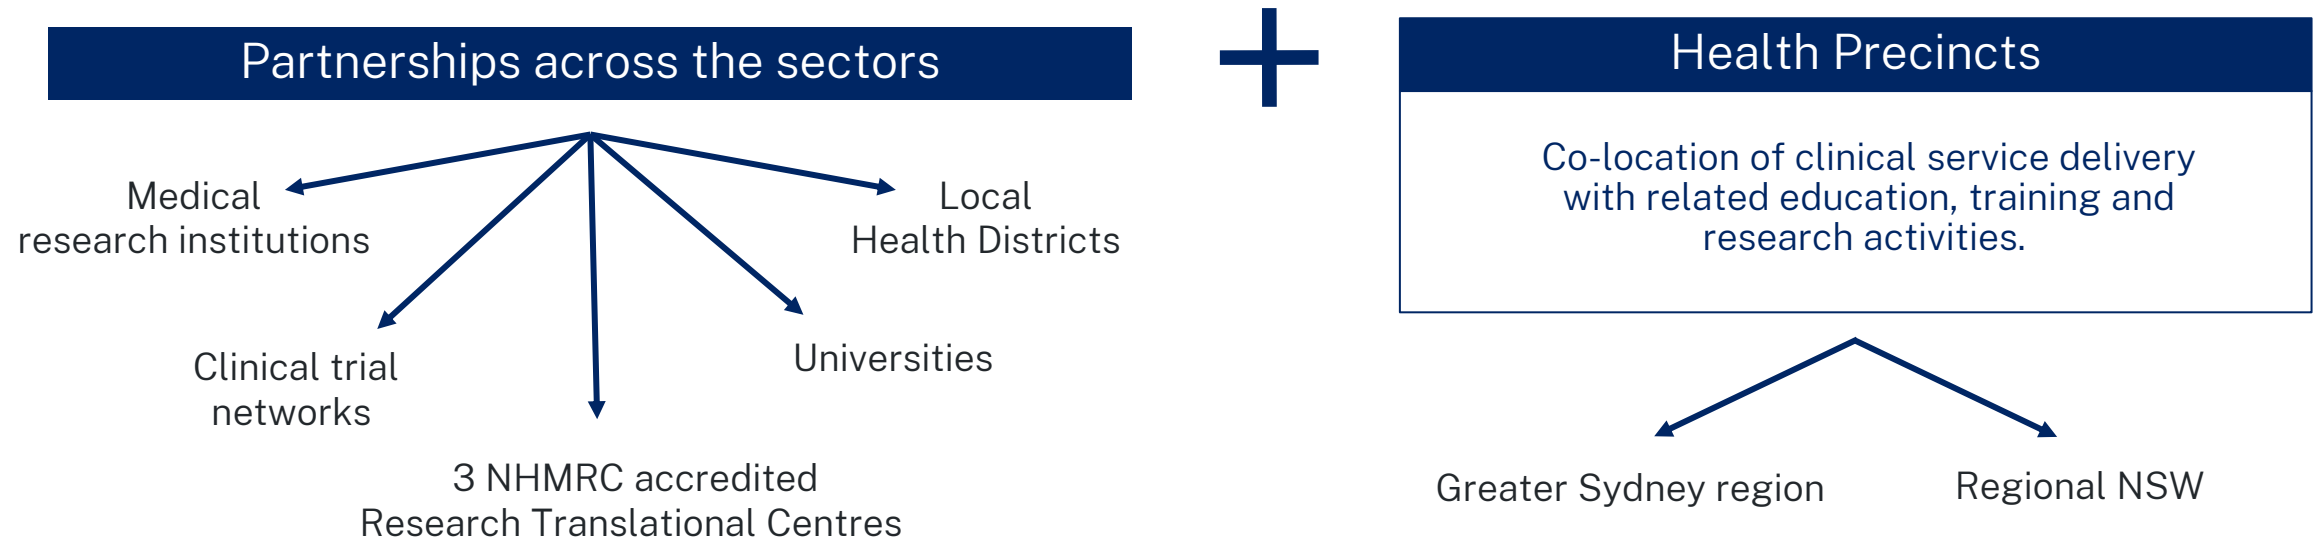 Partnerships across the sectors
Medical
research institutions
Clinical trial
networks
3 NHMRC accredited
Research Translational Centres
Universities
Local
Health Districts
+
Health Precincts
Co-location of clinical service delivery
with related education, training and
research activities.
Greater Sydney region
Regional NSW